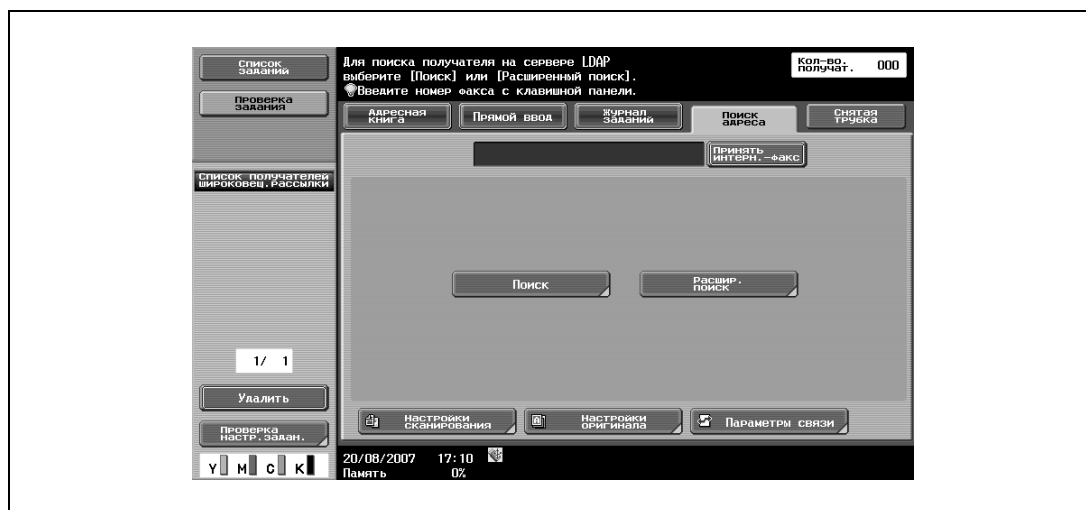 Список
заданий
Проверка
задания
Список получателей
широковещ.рассылки
1/ 1
Удалить
Проверка
настр.задан.
Y M C K
Для поиска получателя на сервере LDAP
выберите [Поиск] или [Расширенный поиск].
Введите номер факса с клавишной панели.
Кол-во.
получат. 000
Адресная
книга
Прямой ввод
Журнал
заданий
Поиск
адреса
Снятая
трубка
Принять
интерн.-факс
Поиск
Расшир.
поиск
Настройки
сканирования
Настройки
оригинала
Параметры связи
20/08/2007 17:10
Память 0%